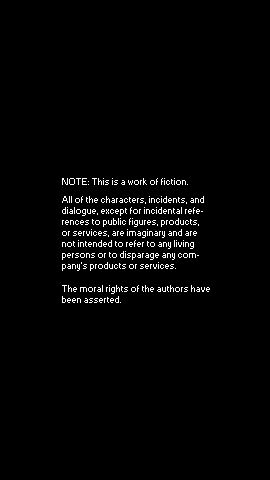 NOTE: This is a work of fiction.
All of the characters, incidents, and
dialogue, except for incidental refe-
rences to public figures, products,
or services, are imaginary and are
not intended to refer to any living
persons or to disparage any com-
pany's products or services.
The moral rights of the authors have
been asserted.